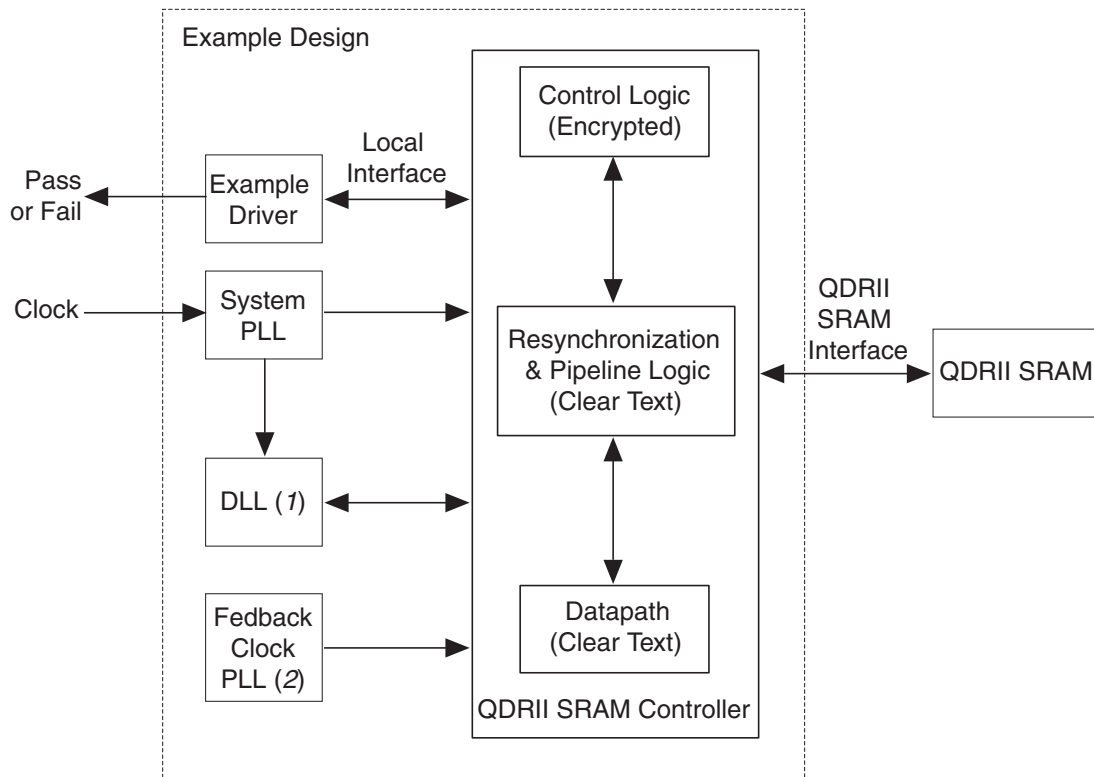 Example Design
Control Logic
(Encrypted)
Local
Interface
Pass
or Fail
Example
Driver
Clock
System
PLL
Resynchronization
& Pipeline Logic
(Clear Text)
QDRII
SRAM
Interface
QDRII SRAM
DLL (1)
Fedback
Clock
PLL (2)
Datapath
(Clear Text)
QDRII SRAM Controller